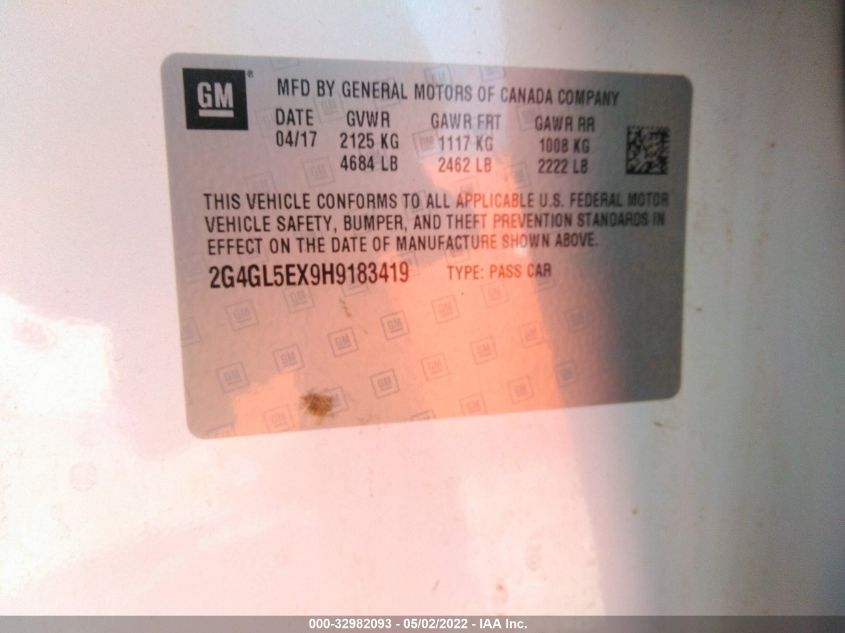 GM ® MFD BY GENERAL MOTORS OF CANADA COMPANY
DATE GVWR GAWR FRT GAWR RR
04/17 2125 KG 1117 KG 1008 KG
4684 LB 2462 LB 2222 LB
THIS VEHICLE CONFORMS TO ALL APPLICABLE U.S. FEDERAL MOTOR
VEHICLE SAFETY, BUMPER, AND THEFT PREVENTION STANDARDS IN
EFFECT ON THE DATE OF MANUFACTURE SHOWN ABOVE.
2G4GL5EX9H9183419 TYPE: PASS CAR
000-32982093 - 05/02/2022 - IAA Inc.